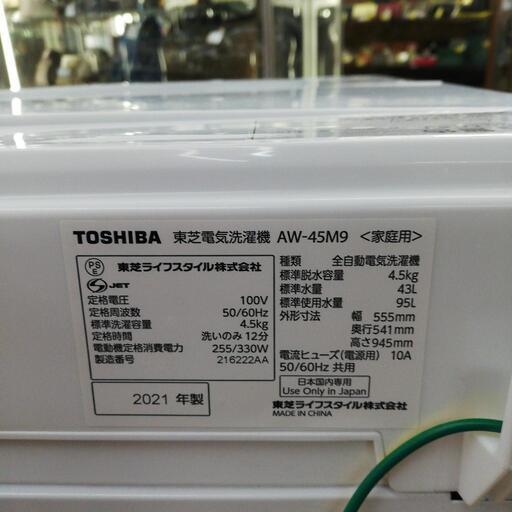 TOSHIBA 東芝電気洗濯機 AW-45M9 <家庭用>
PS
E
東芝ライフスタイル株式会社
S JET
定格電圧 100V
定格周波数 50/60Hz
標準洗濯容量 4.5kg
定格時間 洗いのみ 12分
電動機定格消費電力 255/330W
製造番号 216222AA
2021 年製
種類 全自動電気洗濯機
標準脱水容量 4.5kg
標準水量 43L
標準使用水量 95L
外形寸法 幅 555mm
奥行541mm
高さ945mm
電流ヒューズ(電源用) 10A
50/60Hz 共用
日本国内専用
Use Only in Japan
東芝ライフスタイル株式会社
MADE IN CHINA